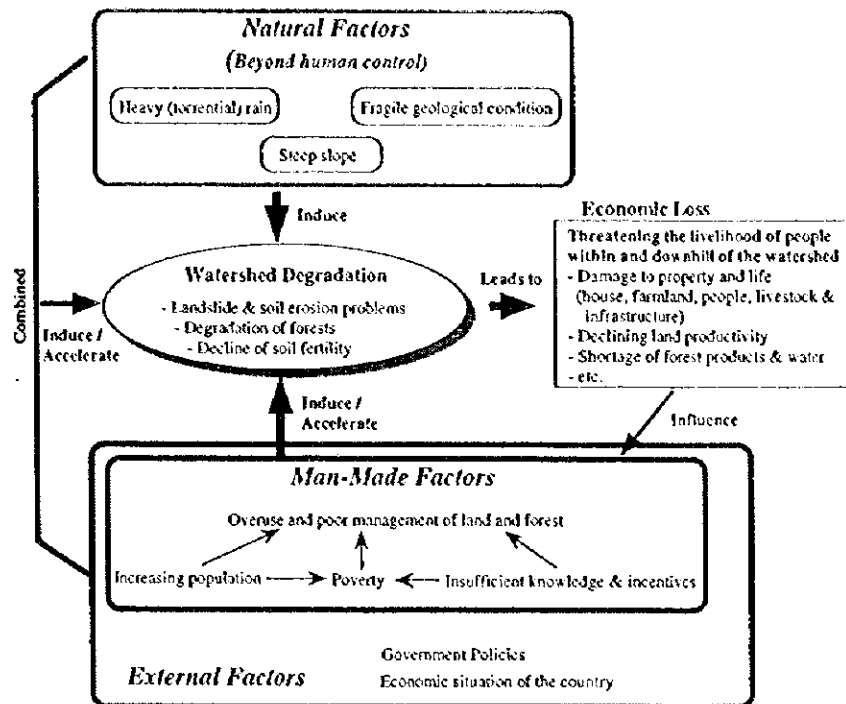 Natural Factors
(Beyond human control)
Heavy (torrential) rain
Fragile geological condition
Steep slope
Induce
Combined
Induce /
Accelerate
Watershed Degradation
- Landslide & soil erosion problems
- Degradation of forests
- Decline of soil fertility
Leads to
Economic Loss
Threatening the livelihood of people
within and downhill of the watershed
- Damage to property and life
(house, farmland, people, livestock &
infrastructure)
- Declining land productivity
- Shortage of forest products & water
- etc.
Induce /
Accelerate
Influence
Man-Made Factors
Overuse and poor management of land and forest
Increasing population
Poverty
Insufficient knowledge & incentives
External Factors
Government Policies
Economic situation of the country